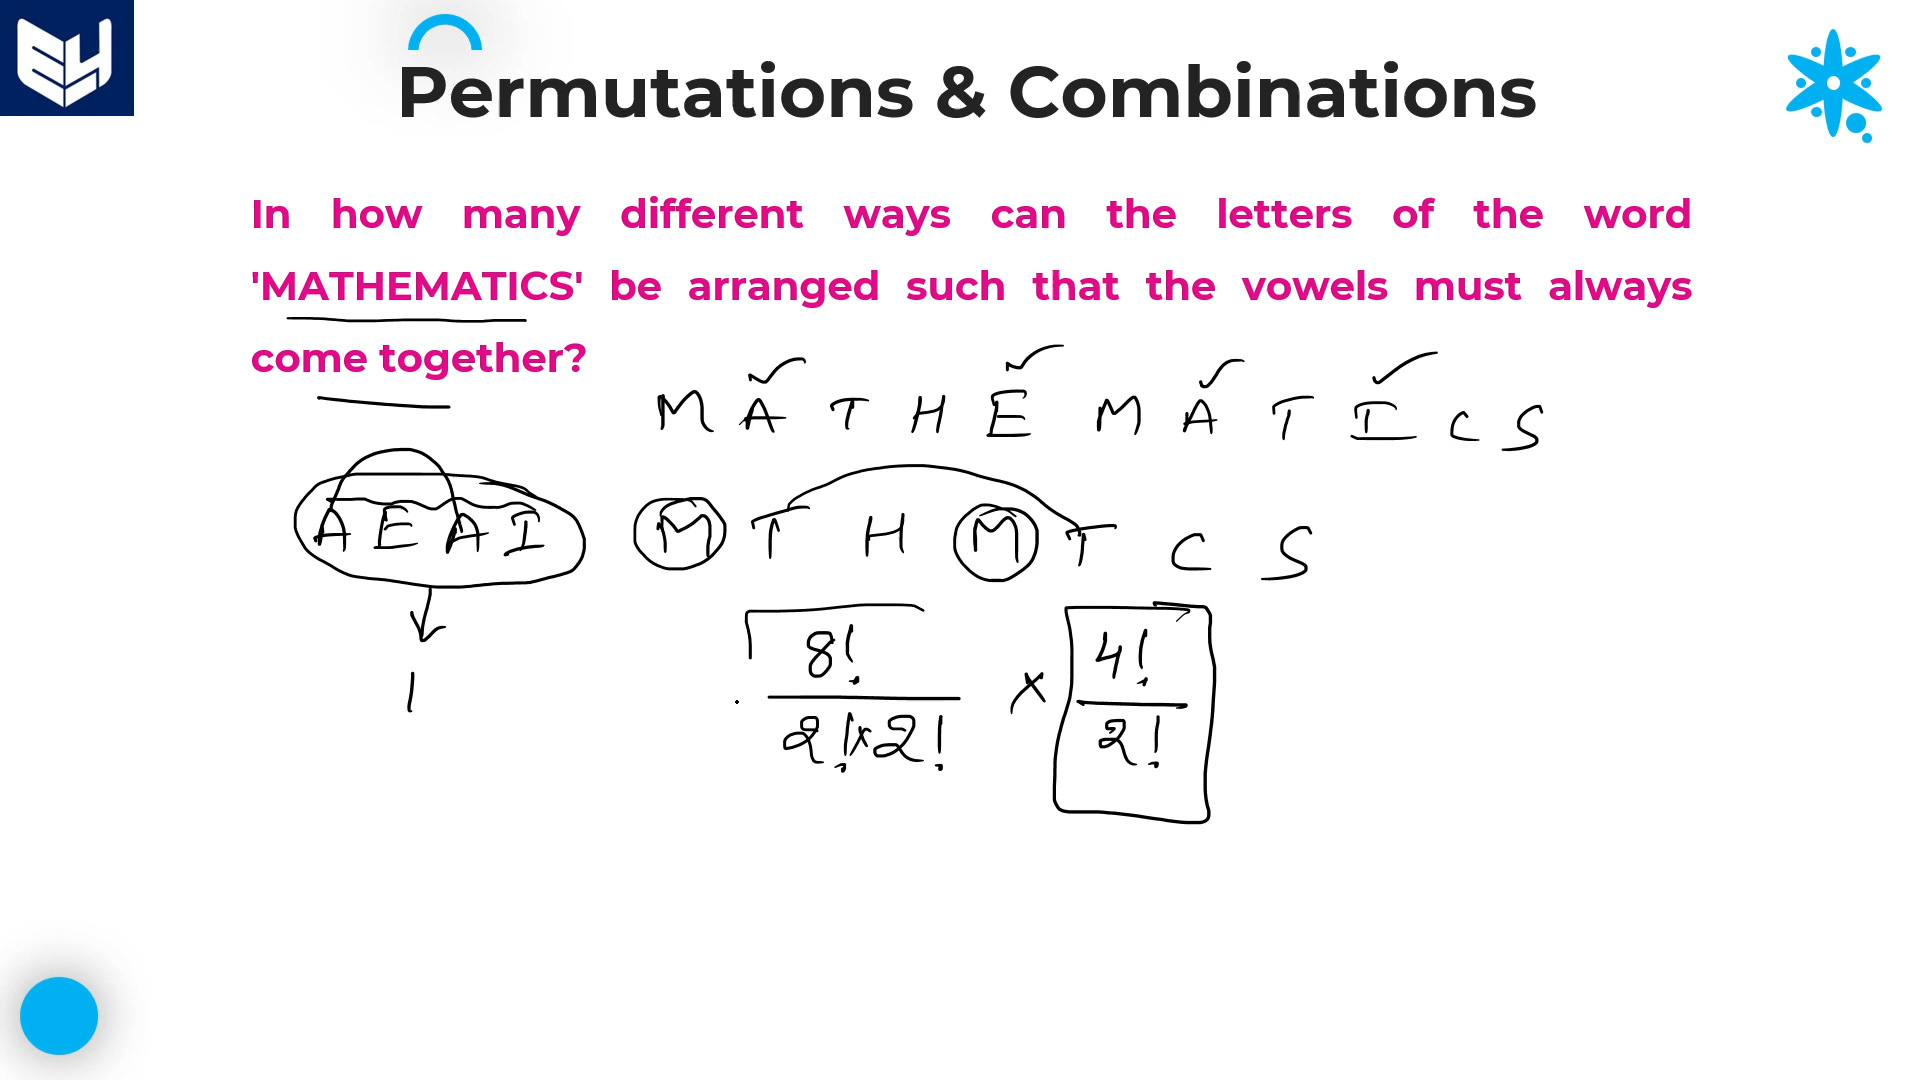 Permutations & Combinations
In how many different ways can the letters of the word
'MATHEMATICS' be arranged such that the vowels must always
come together?
M A T H E M A T I C S
A E A I M T H M T C S
8! / 2! × 2! × 4! / 2!
1